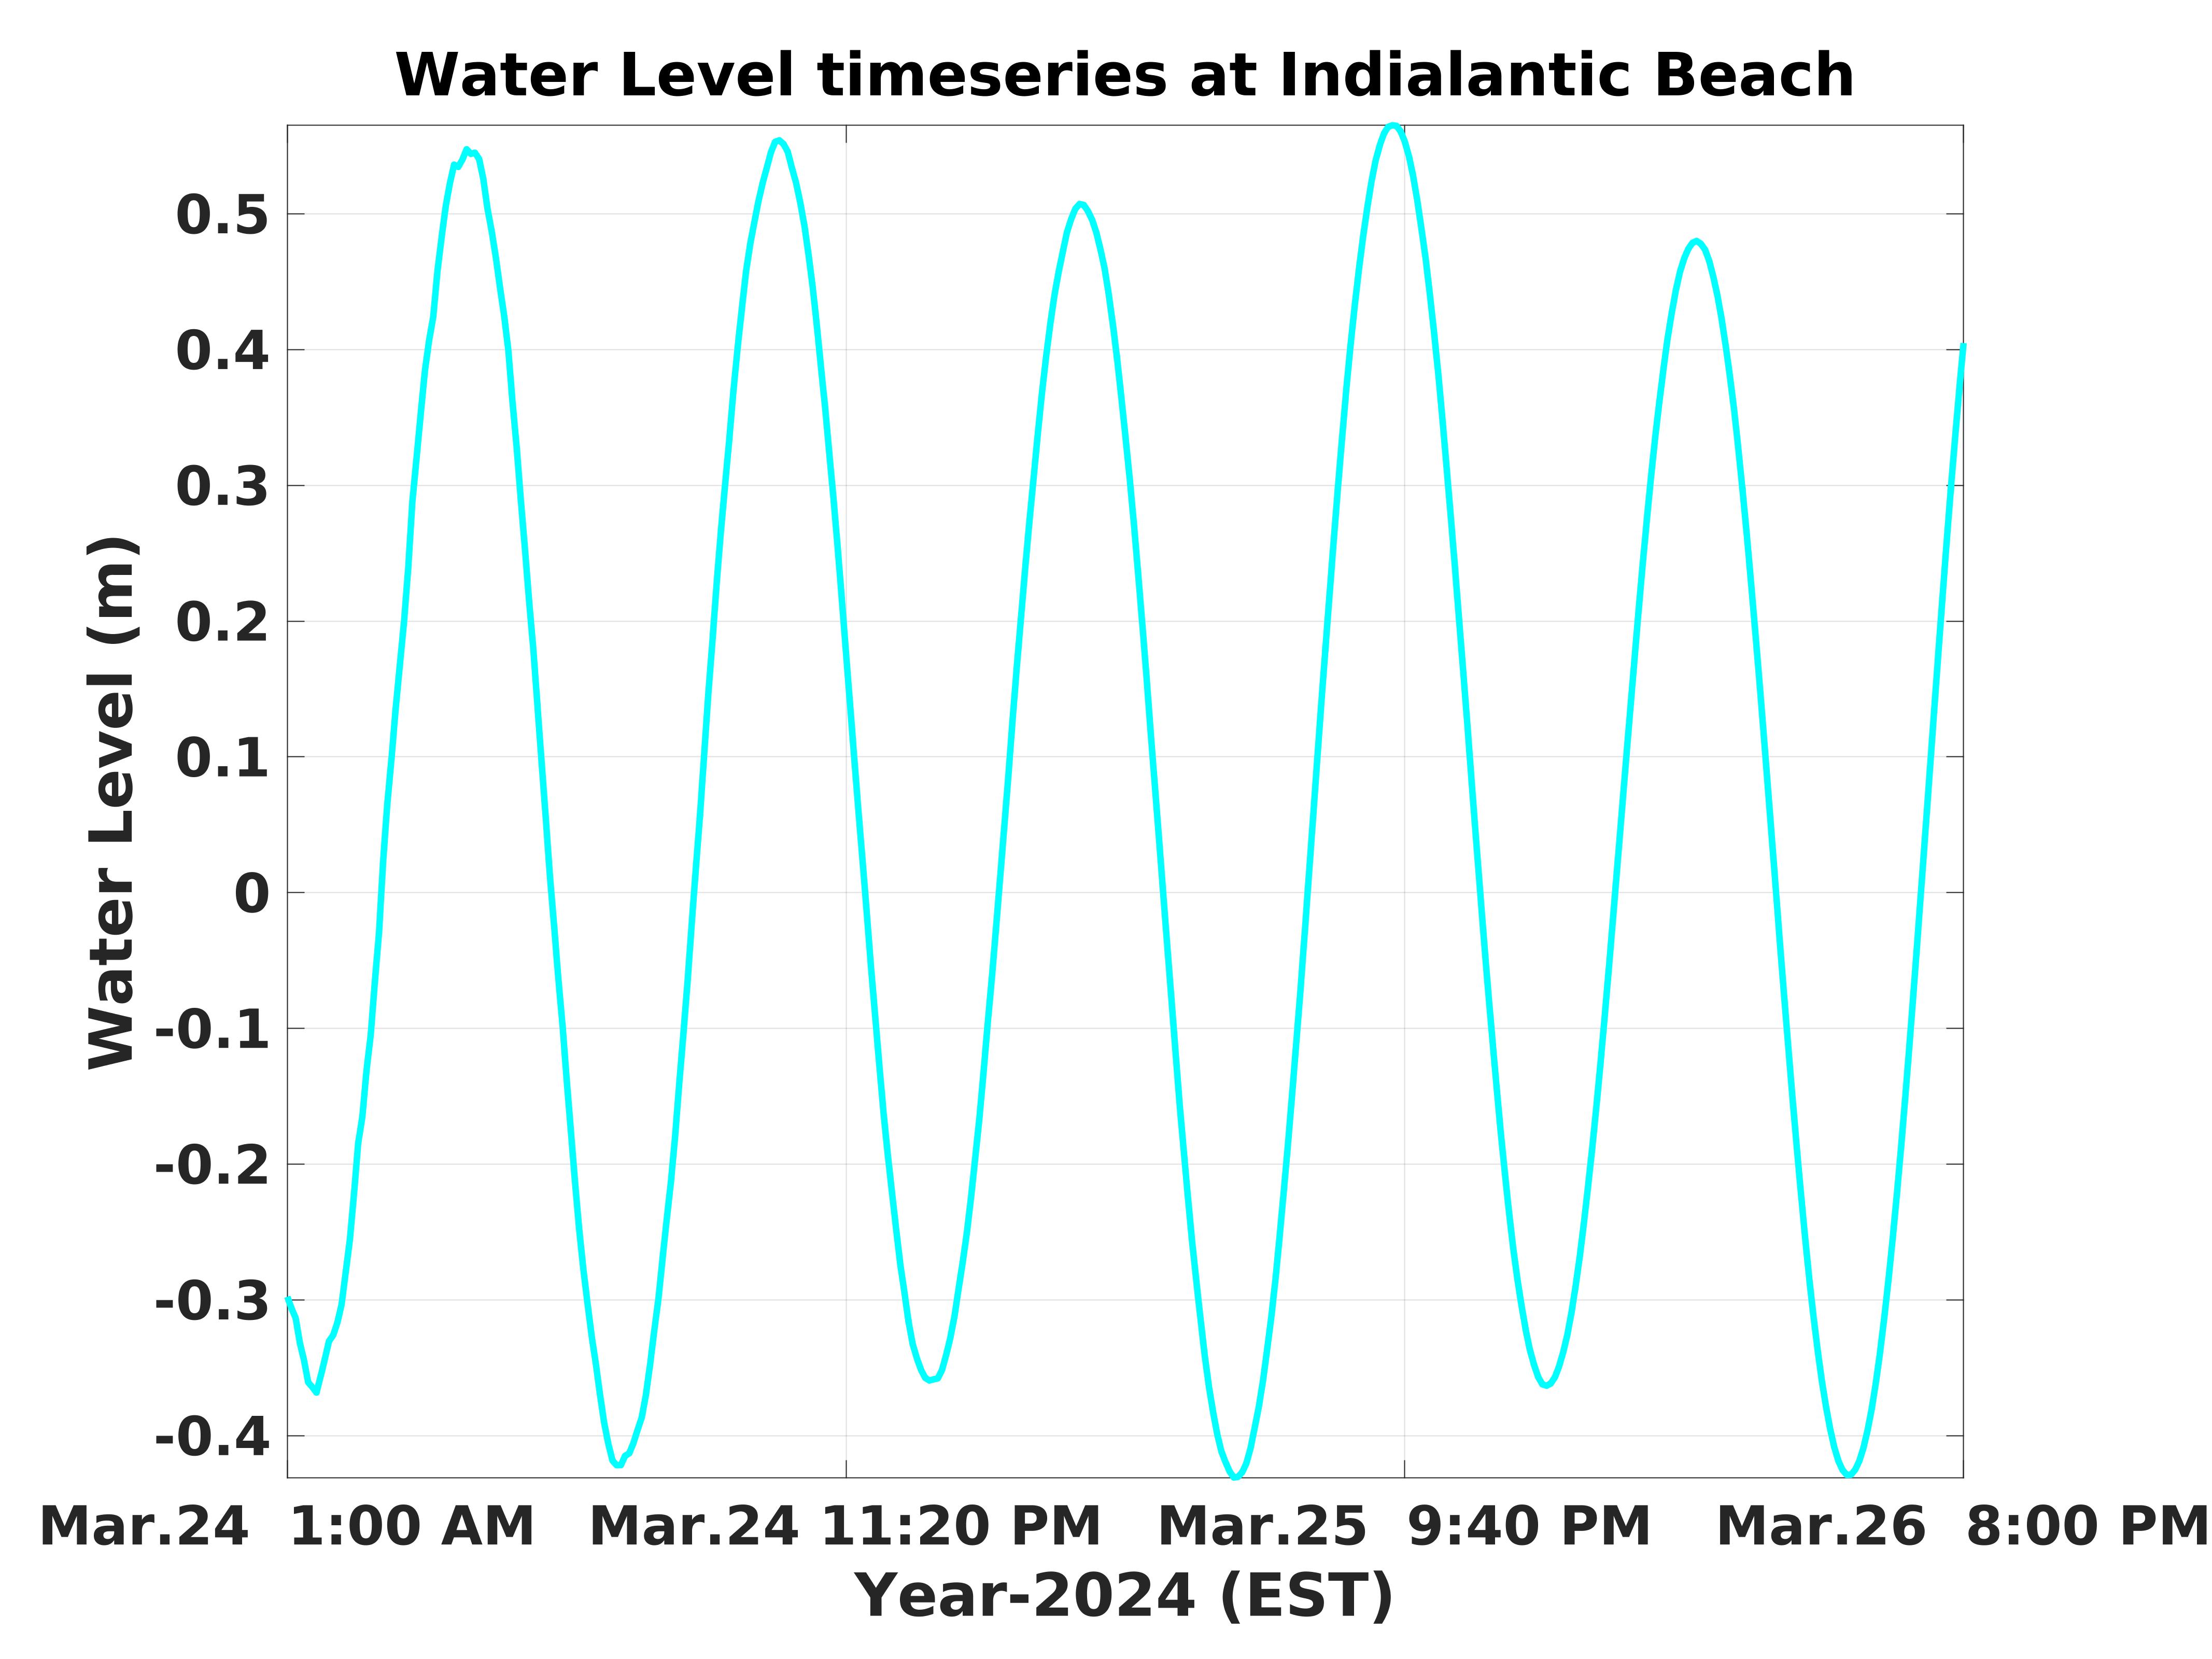 Water Level timeseries at Indialantic Beach
0.5
0.4
0.3
0.2
0.1
0
-0.1
-0.2
-0.3
-0.4
Water Level (m)
Mar.24 1:00 AM Mar.24 11:20 PM Mar.25 9:40 PM Mar.26 8:00 PM
Year-2024 (EST)